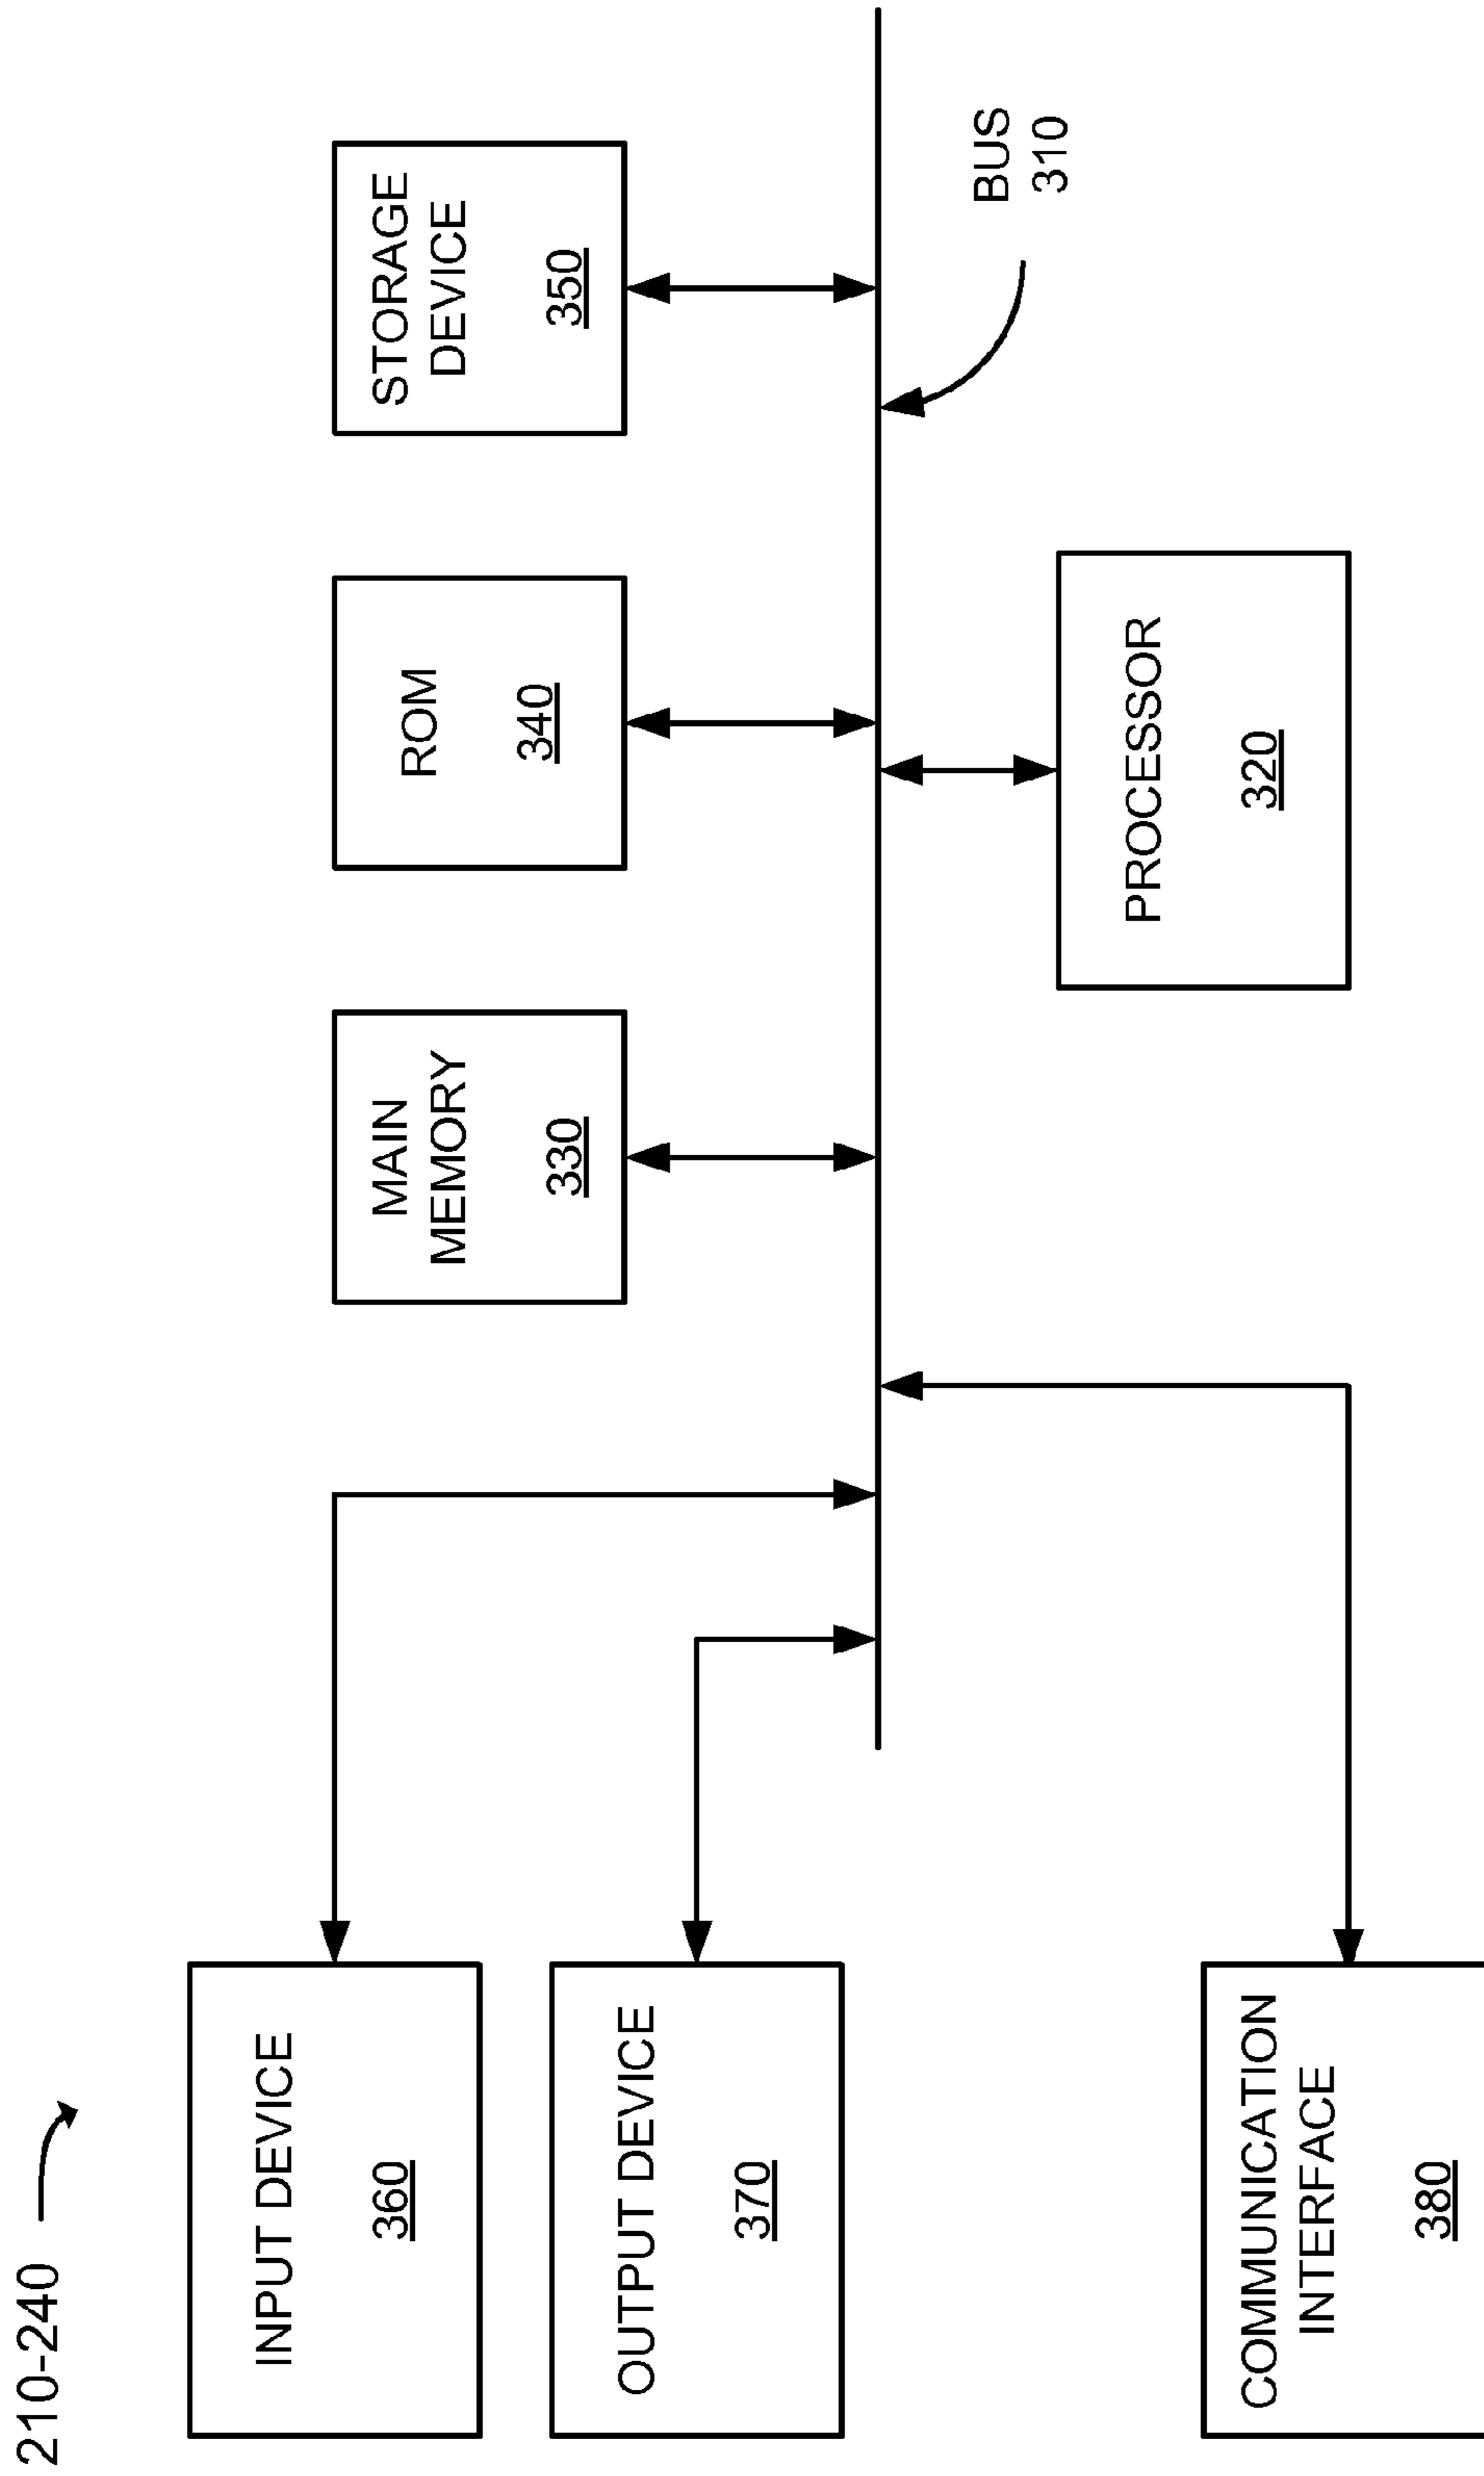 210-240
INPUT DEVICE
360
OUTPUT DEVICE
370
COMMUNICATION
INTERFACE
380
MAIN
MEMORY
330
ROM
340
STORAGE
DEVICE
350
BUS
310
PROCESSOR
320